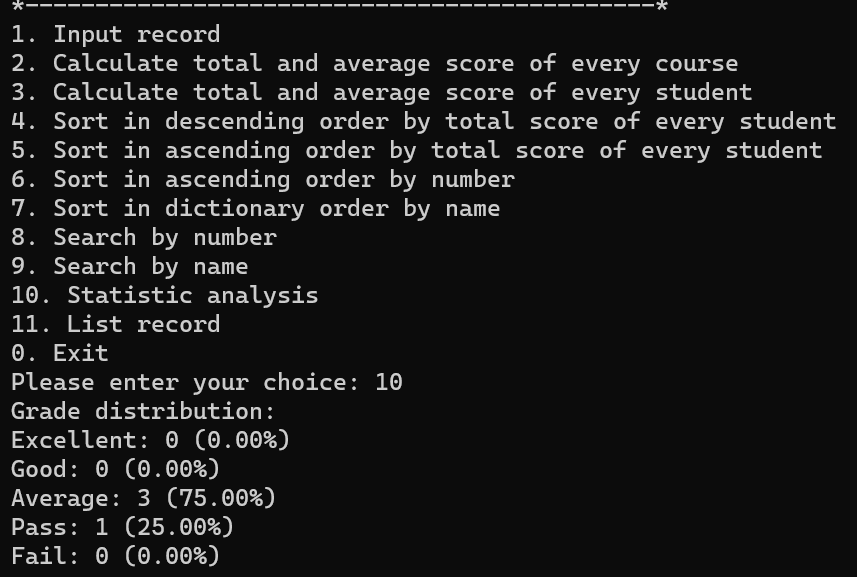 *---------------------------------------------*
1. Input record
2. Calculate total and average score of every course
3. Calculate total and average score of every student
4. Sort in descending order by total score of every student
5. Sort in ascending order by total score of every student
6. Sort in ascending order by number
7. Sort in dictionary order by name
8. Search by number
9. Search by name
10. Statistic analysis
11. List record
0. Exit
Please enter your choice: 10
Grade distribution:
Excellent: 0 (0.00%)
Good: 0 (0.00%)
Average: 3 (75.00%)
Pass: 1 (25.00%)
Fail: 0 (0.00%)